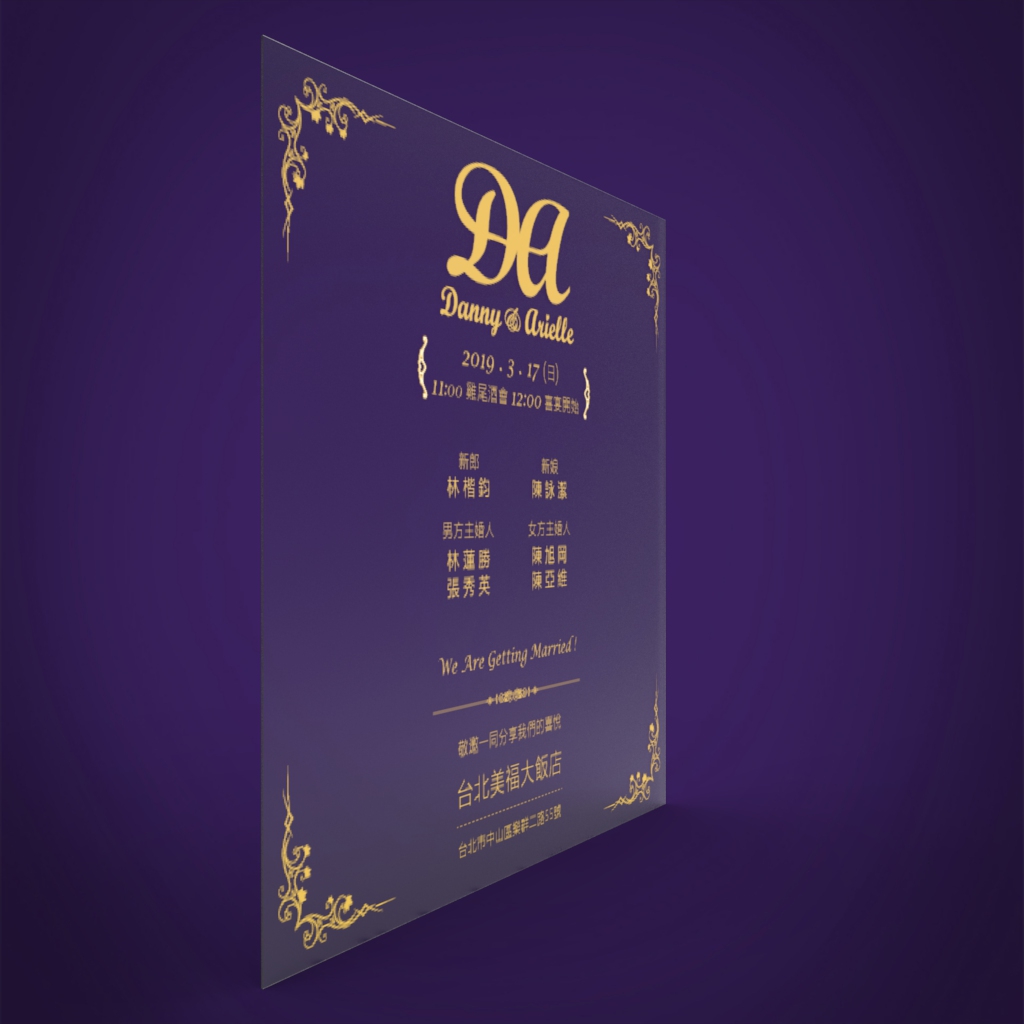 DA
Danny & Arielle
2019 . 3 . 17 (日)
11:00 雞尾酒會 12:00 喜宴開始
新郎 新娘
林楷鈞 陳詠潔
男方主婚人 女方主婚人
林蓮勝 陳旭岡
張秀英 陳亞維
We Are Getting Married!
敬邀一同分享我們的喜悅
台北美福大飯店
台北市中山區樂群二路55號